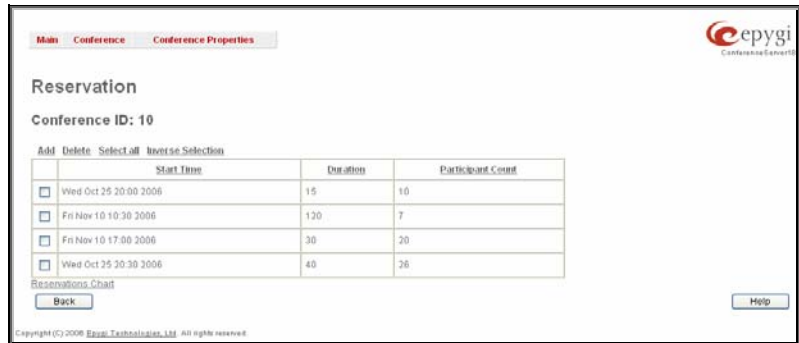 Main Conference Conference Properties
epygi
ConferenceServer10
Reservation
Conference ID: 10
Add Delete Select all Inverse Selection
Start Time Duration Participant Count
Wed Oct 25 20:00 2006 15 10
Fri Nov 10 10:30 2006 120 7
Fri Nov 10 17:00 2006 30 20
Wed Oct 25 20:30 2006 40 26
Reservations Chart
Back Help
Copyright (C) 2006 Epygi Technologies, Ltd. All rights reserved.